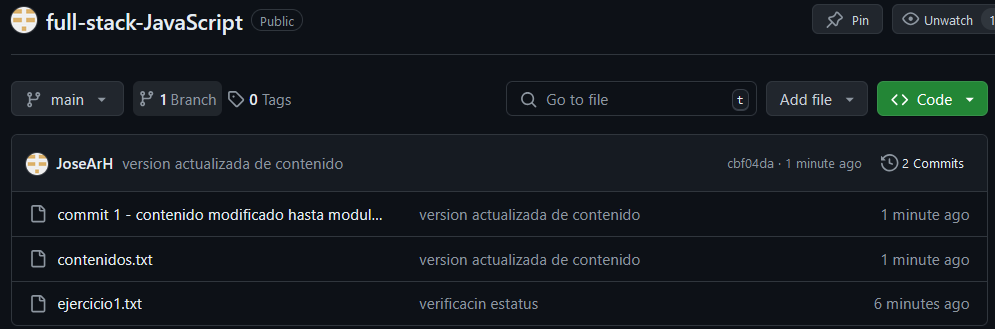 full-stack-JavaScript Public Pin Unwatch 1
main 1 Branch 0 Tags Go to file t Add file Code
JoseArH version actualizada de contenido cbf04da · 1 minute ago 2 Commits
commit 1 - contenido modificado hasta modul... version actualizada de contenido 1 minute ago
contenidos.txt version actualizada de contenido 1 minute ago
ejercicio1.txt verificacin estatus 6 minutes ago